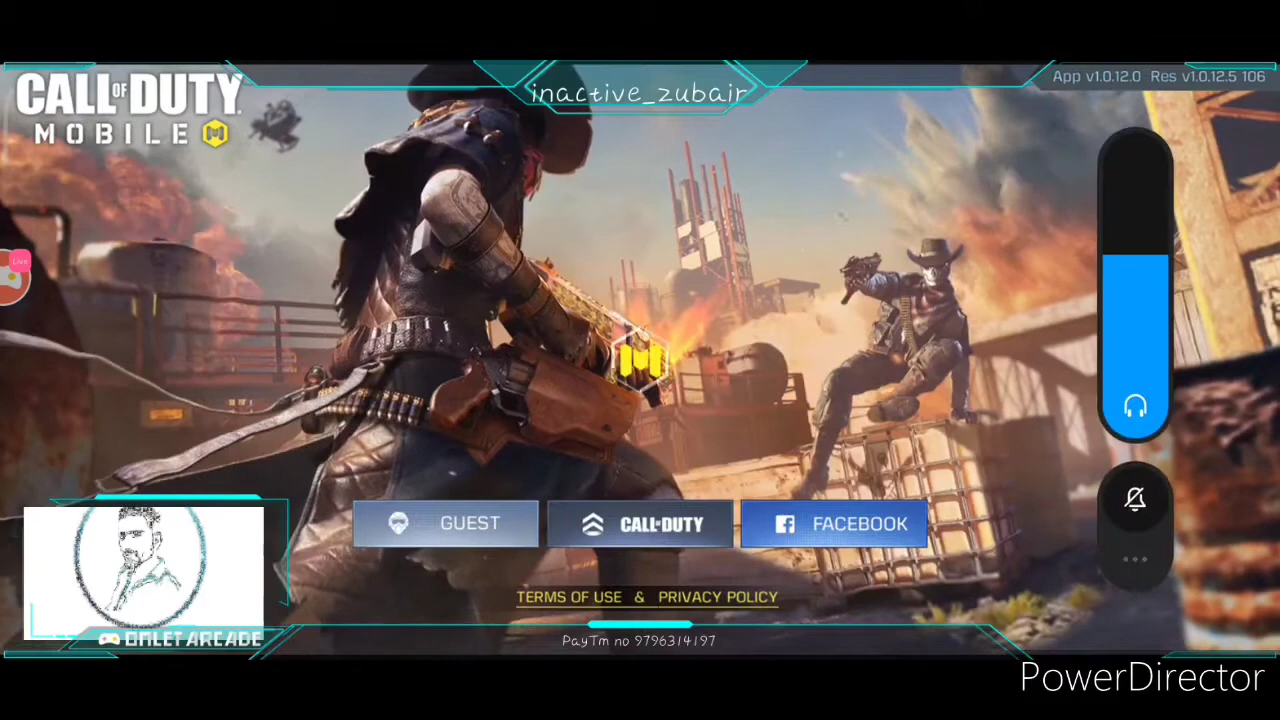 CALL OF DUTY
MOBILE
inactive_zubair
App v1.0.12.0 Res v1.0.12.5 106
Live
GUEST
CALL OF DUTY
FACEBOOK
TERMS OF USE & PRIVACY POLICY
OMLET ARCADE
PayTm no 9796314197
PowerDirector